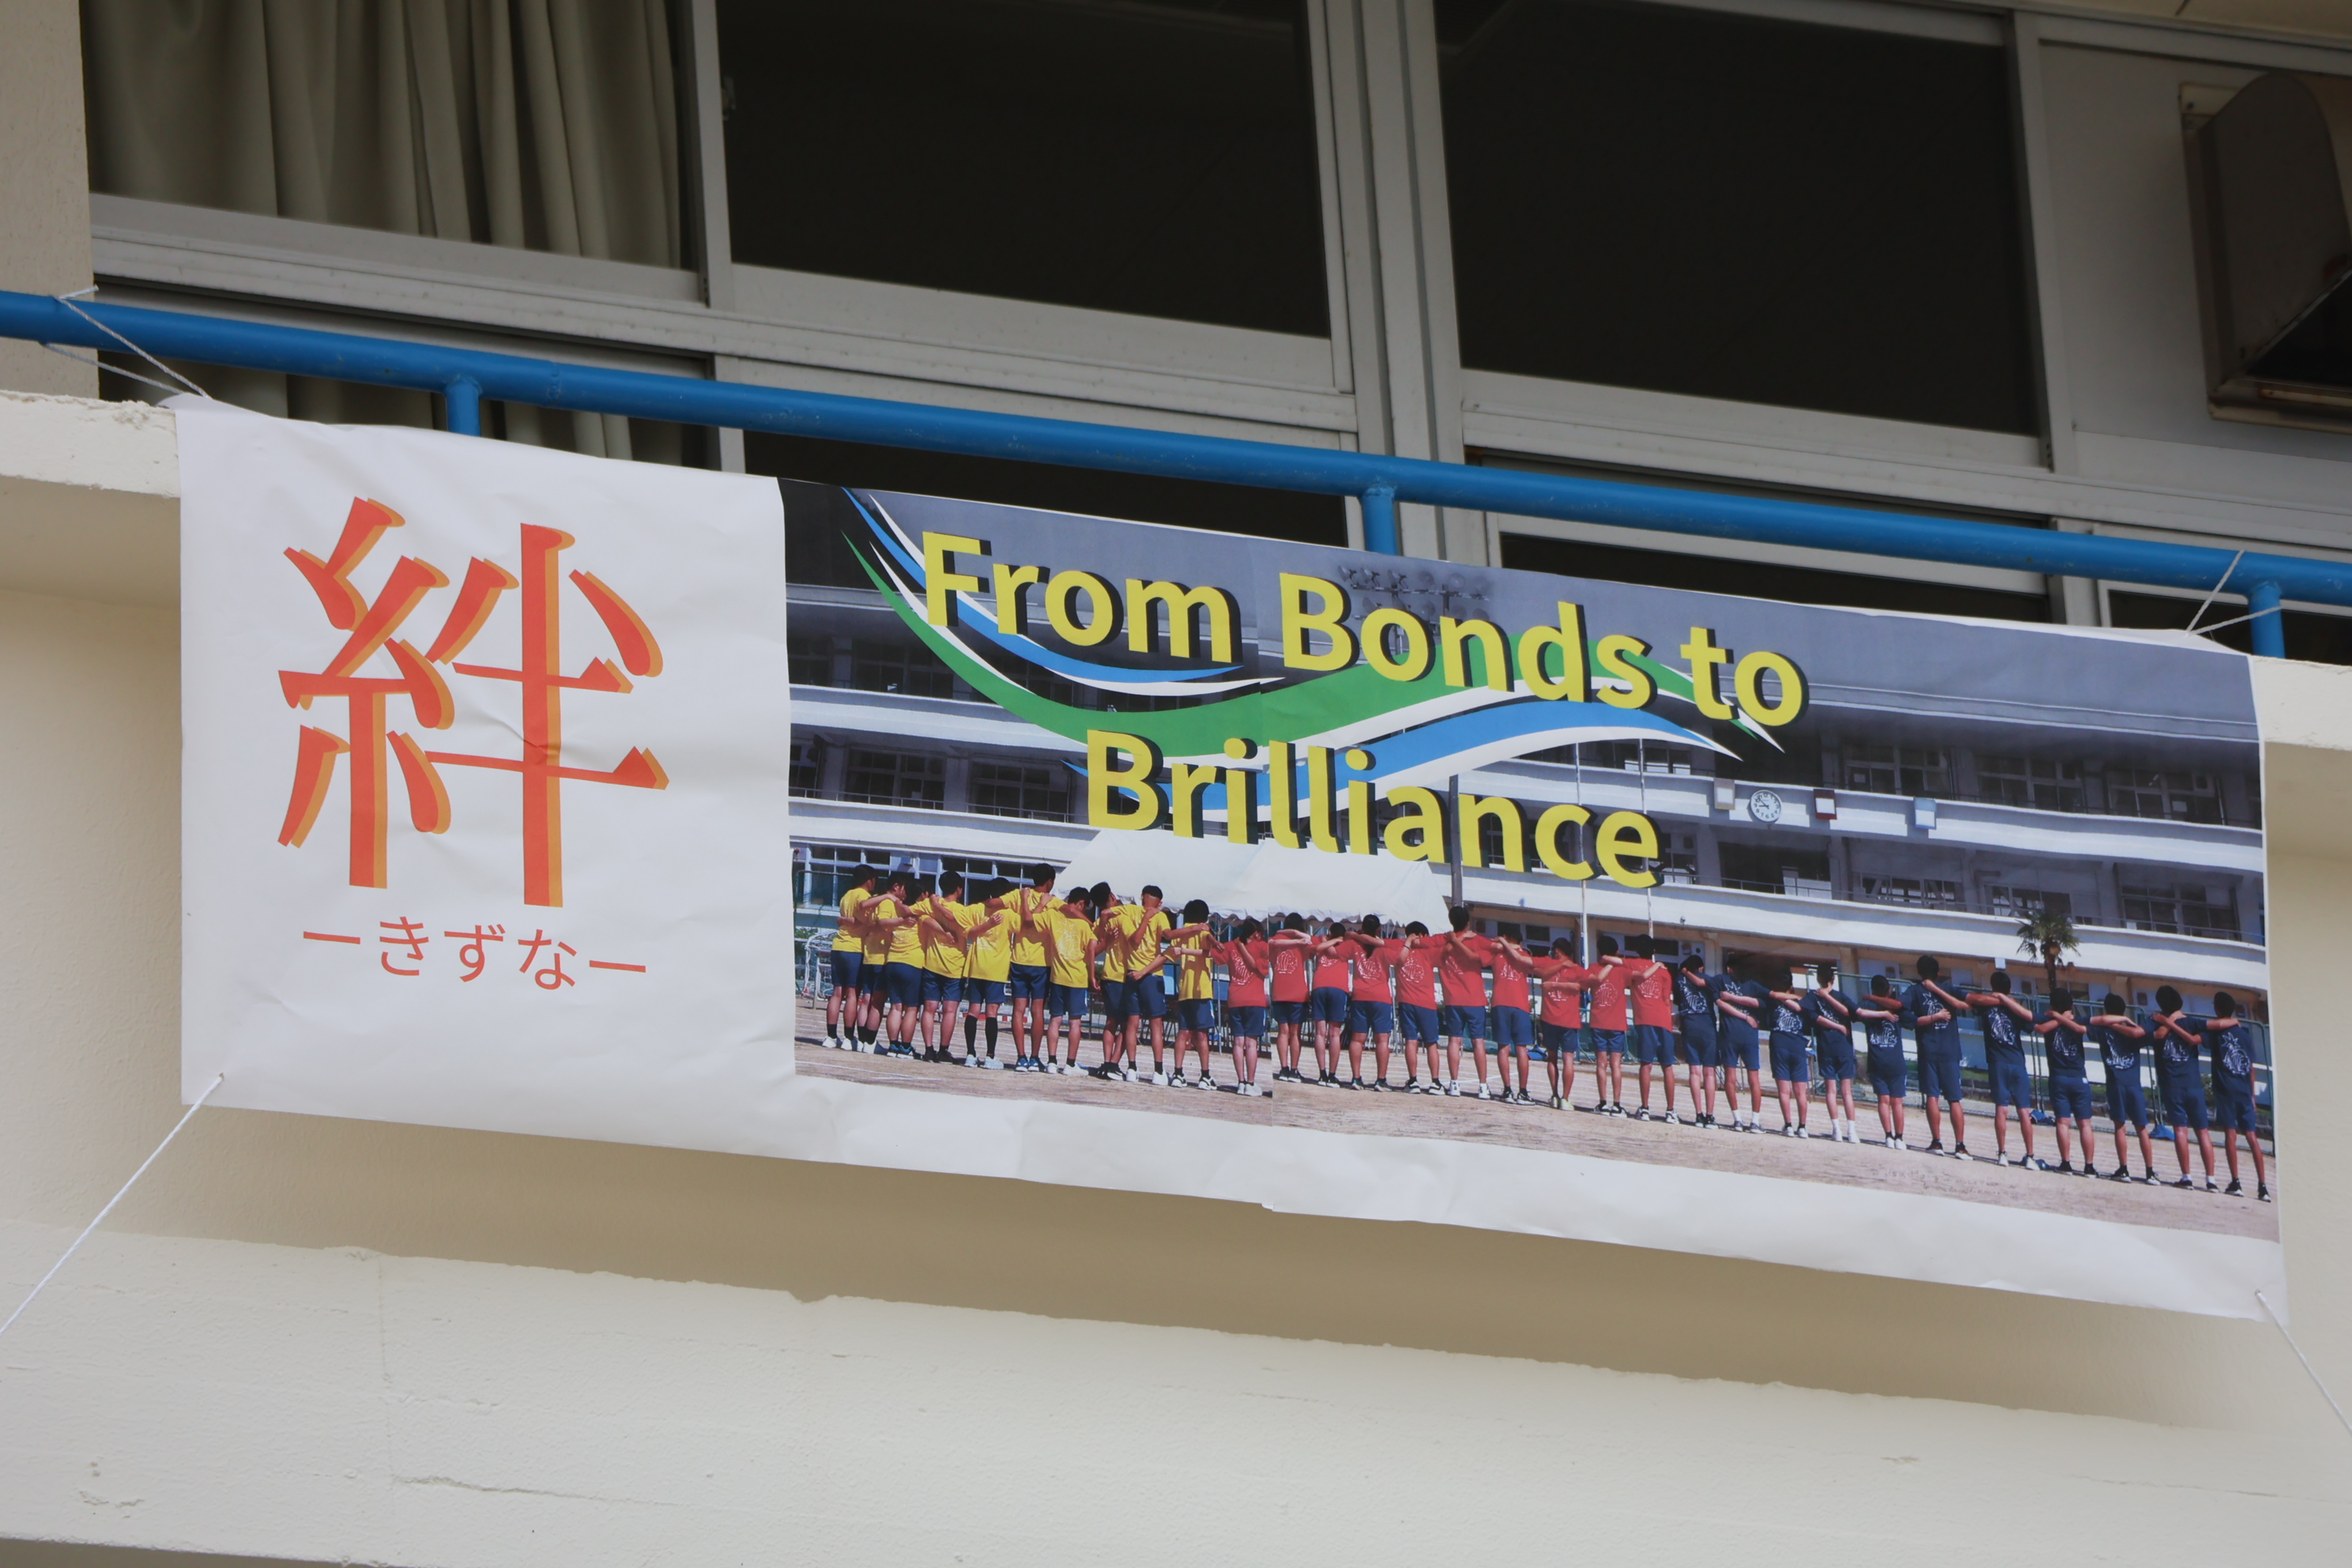 絆
ーきずなー
From Bonds to
Brilliance